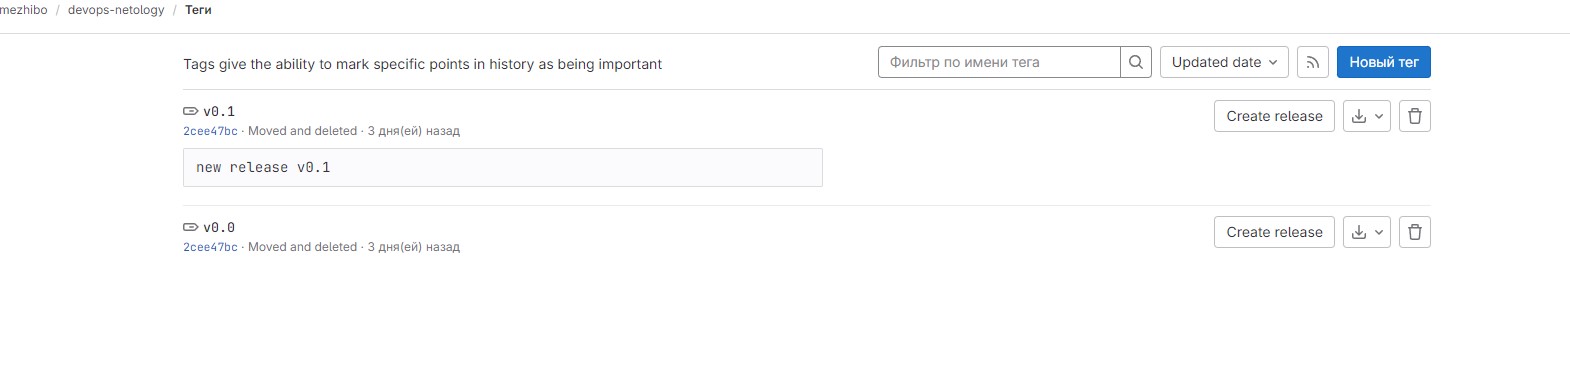 mezhibo / devops-netology / Теги
Tags give the ability to mark specific points in history as being important
Фильтр по имени тега
Updated date
Новый тег
v0.1
Create release
2cee47bc · Moved and deleted · 3 дня(ей) назад
new release v0.1
v0.0
Create release
2cee47bc · Moved and deleted · 3 дня(ей) назад